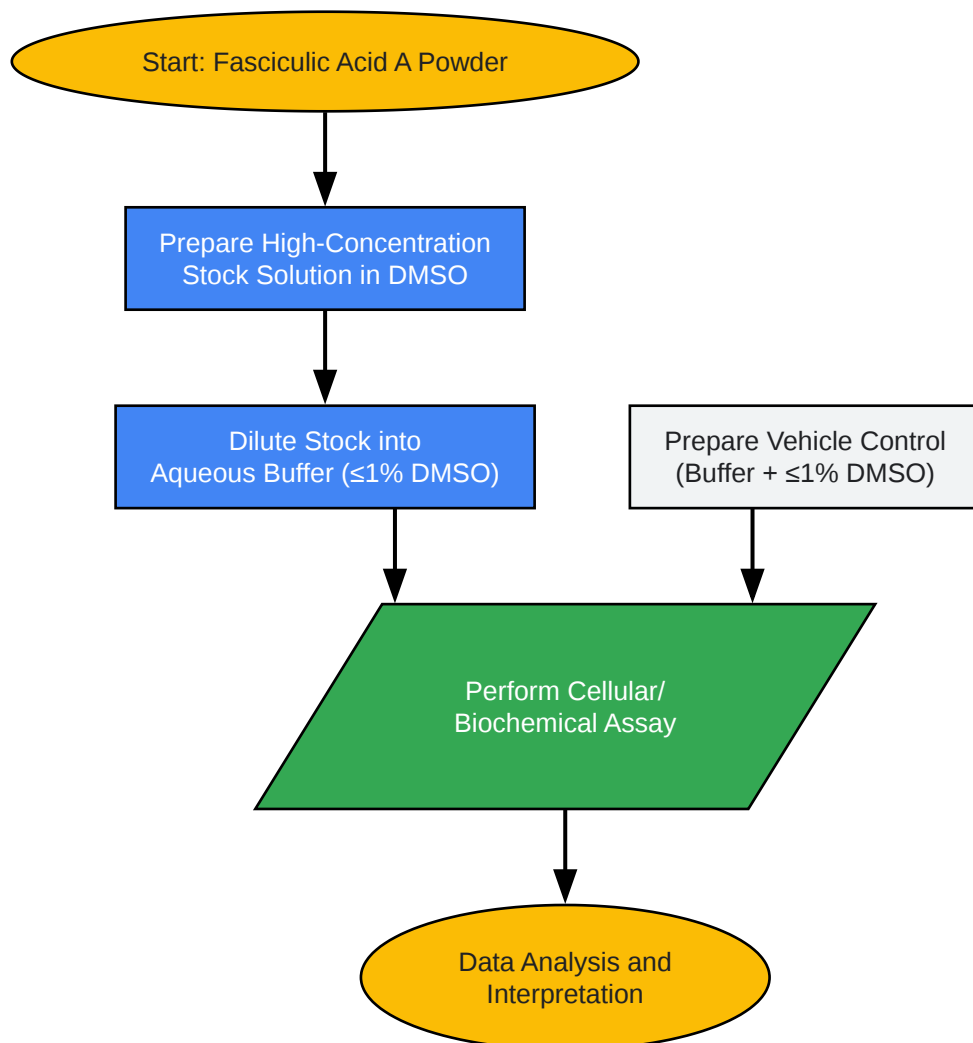 Start: Fasciculic Acid A Powder
Prepare High-Concentration
Stock Solution in DMSO
Dilute Stock into
Aqueous Buffer (≤1% DMSO)
Prepare Vehicle Control
(Buffer + ≤1% DMSO)
Perform Cellular/
Biochemical Assay
Data Analysis and
Interpretation